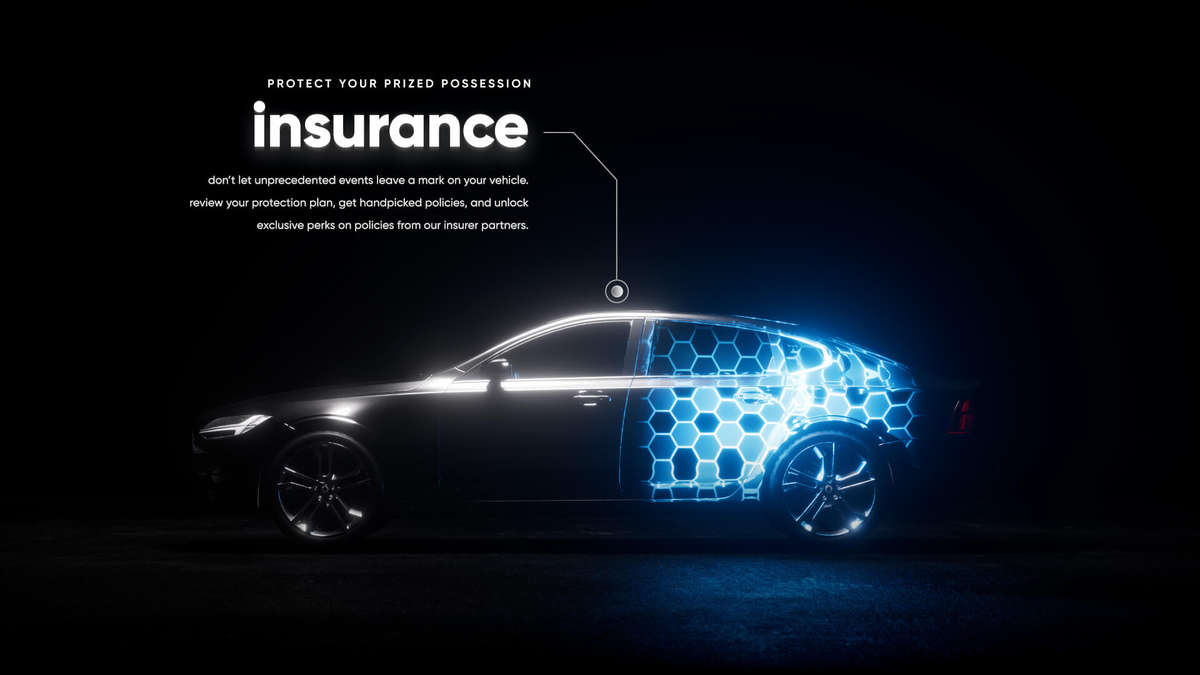 PROTECT YOUR PRIZED POSSESSION
insurance
don't let unprecedented events leave a mark on your vehicle.
review your protection plan, get handpicked policies, and unlock
exclusive perks on policies from our insurer partners.